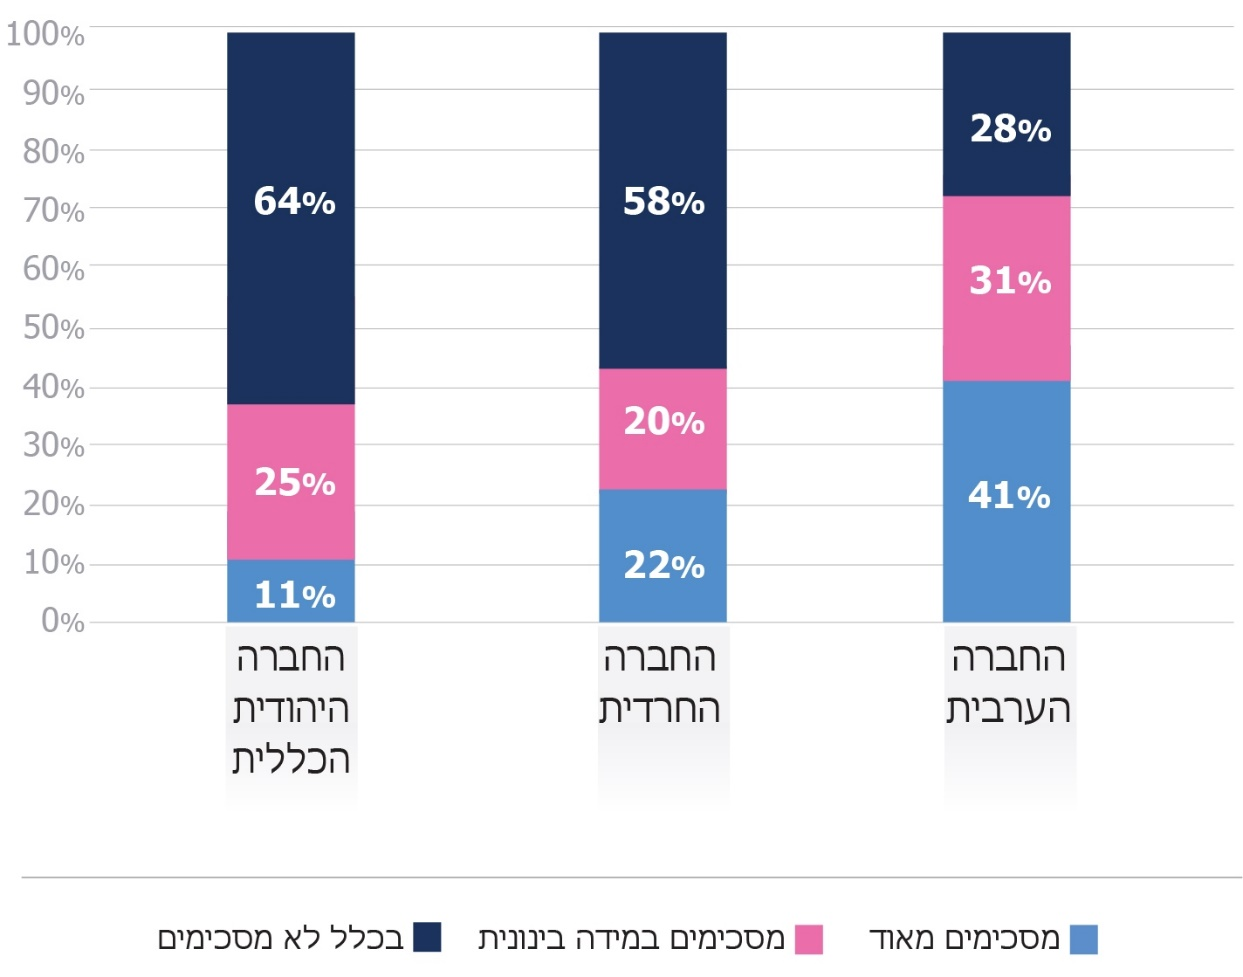 100%
90%
80%
70%
60%
50%
40%
30%
20%
10%
0%
64%
25%
11%
58%
20%
22%
28%
31%
41%
החברה
היהודית
הכללית
החברה
החרדית
החברה
הערבית
מסכימים מאוד
מסכימים במידה בינונית
בכלל לא מסכימים